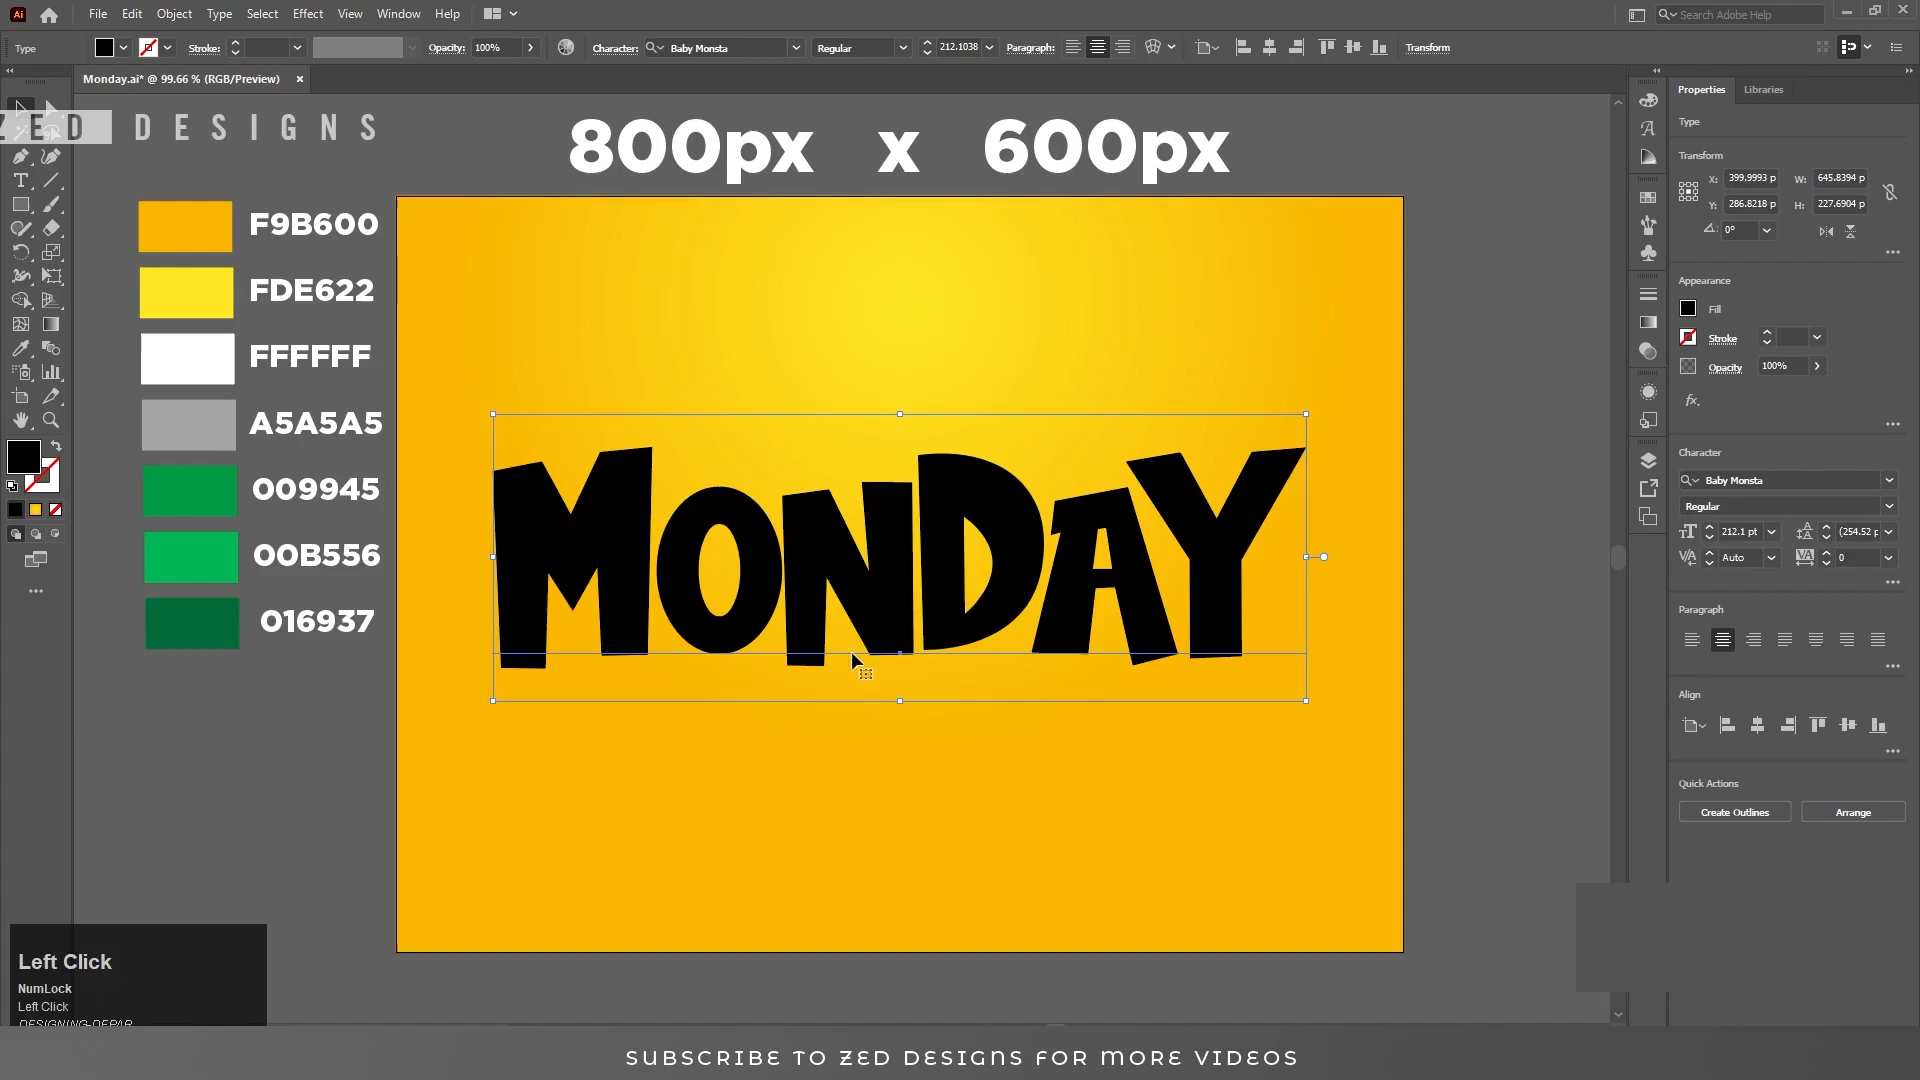 Ai File Edit Object Type Select Effect View Window Help Search Adobe Help
Type Stroke: Opacity: 100% Character: Baby Monsta Regular 212.1038 Paragraph: Transform
Monday.ai* @ 99.66 % (RGB/Preview) ×
ZED DESIGNS
800px x 600px
F9B600
FDE622
FFFFFF
A5A5A5
009945
00B556
016937
MONDAY
Properties Libraries
Type
Transform
X: 399.9993 p W: 645.8394 p
Y: 286.8218 p H: 227.6904 p
0°
Appearance
Fill
Stroke
Opacity 100%
fx.
Character
Baby Monsta
Regular
212.1 pt (254.52 p
Auto 0
Paragraph
Align
Quick Actions
Create Outlines Arrange
Left Click
NumLock
Left Click
DESIGNING-DEPAR
SUBSCRIBE TO ZED DESIGNS FOR MORE VIDEOS